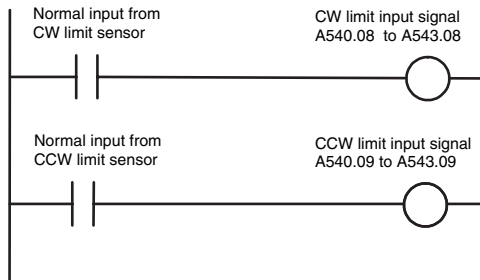 Normal input from
CW limit sensor
CW limit input signal
A540.08 to A543.08
Normal input from
CCW limit sensor
CCW limit input signal
A540.09 to A543.09